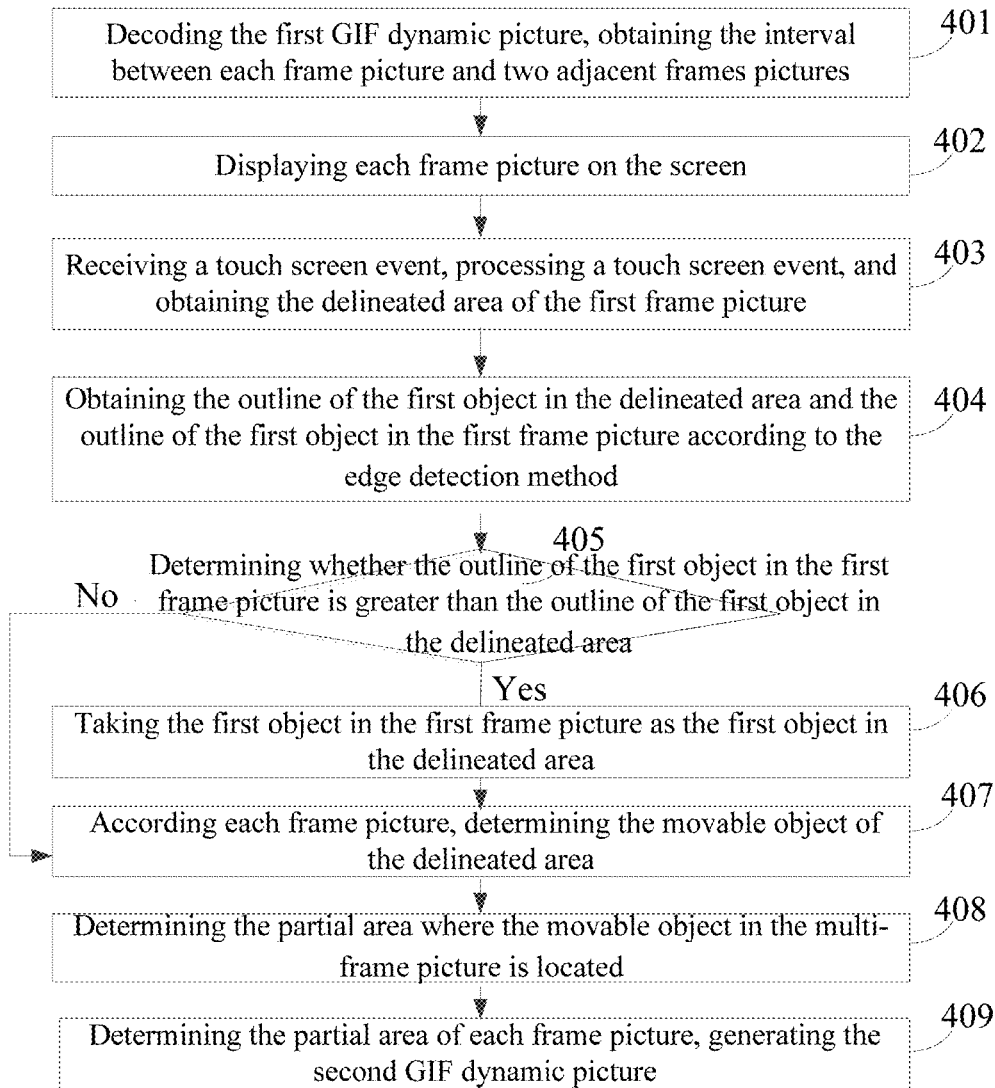 401
Decoding the first GIF dynamic picture, obtaining the interval
between each frame picture and two adjacent frames pictures
402
Displaying each frame picture on the screen
403
Receiving a touch screen event, processing a touch screen event, and
obtaining the delineated area of the first frame picture
404
Obtaining the outline of the first object in the delineated area and the
outline of the first object in the first frame picture according to the
edge detection method
405
Determining whether the outline of the first object in the first
frame picture is greater than the outline of the first object in
the delineated area
No
Yes
406
Taking the first object in the first frame picture as the first object in
the delineated area
407
According each frame picture, determining the movable object of
the delineated area
408
Determining the partial area where the movable object in the multi-
frame picture is located
409
Determining the partial area of each frame picture, generating the
second GIF dynamic picture